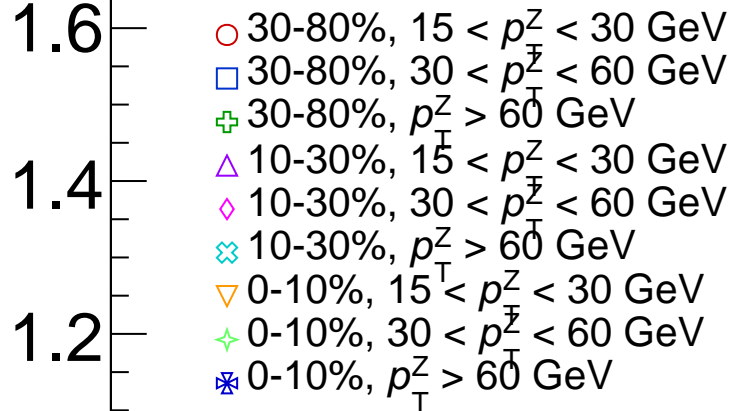 1.6
30-80%, 15 < p_T^Z < 30 GeV
30-80%, 30 < p_T^Z < 60 GeV
30-80%, p_T^Z > 60 GeV
1.4
10-30%, 15 < p_T^Z < 30 GeV
10-30%, 30 < p_T^Z < 60 GeV
10-30%, p_T^Z > 60 GeV
0-10%, 15 < p_T^Z < 30 GeV
1.2
0-10%, 30 < p_T^Z < 60 GeV
0-10%, p_T^Z > 60 GeV